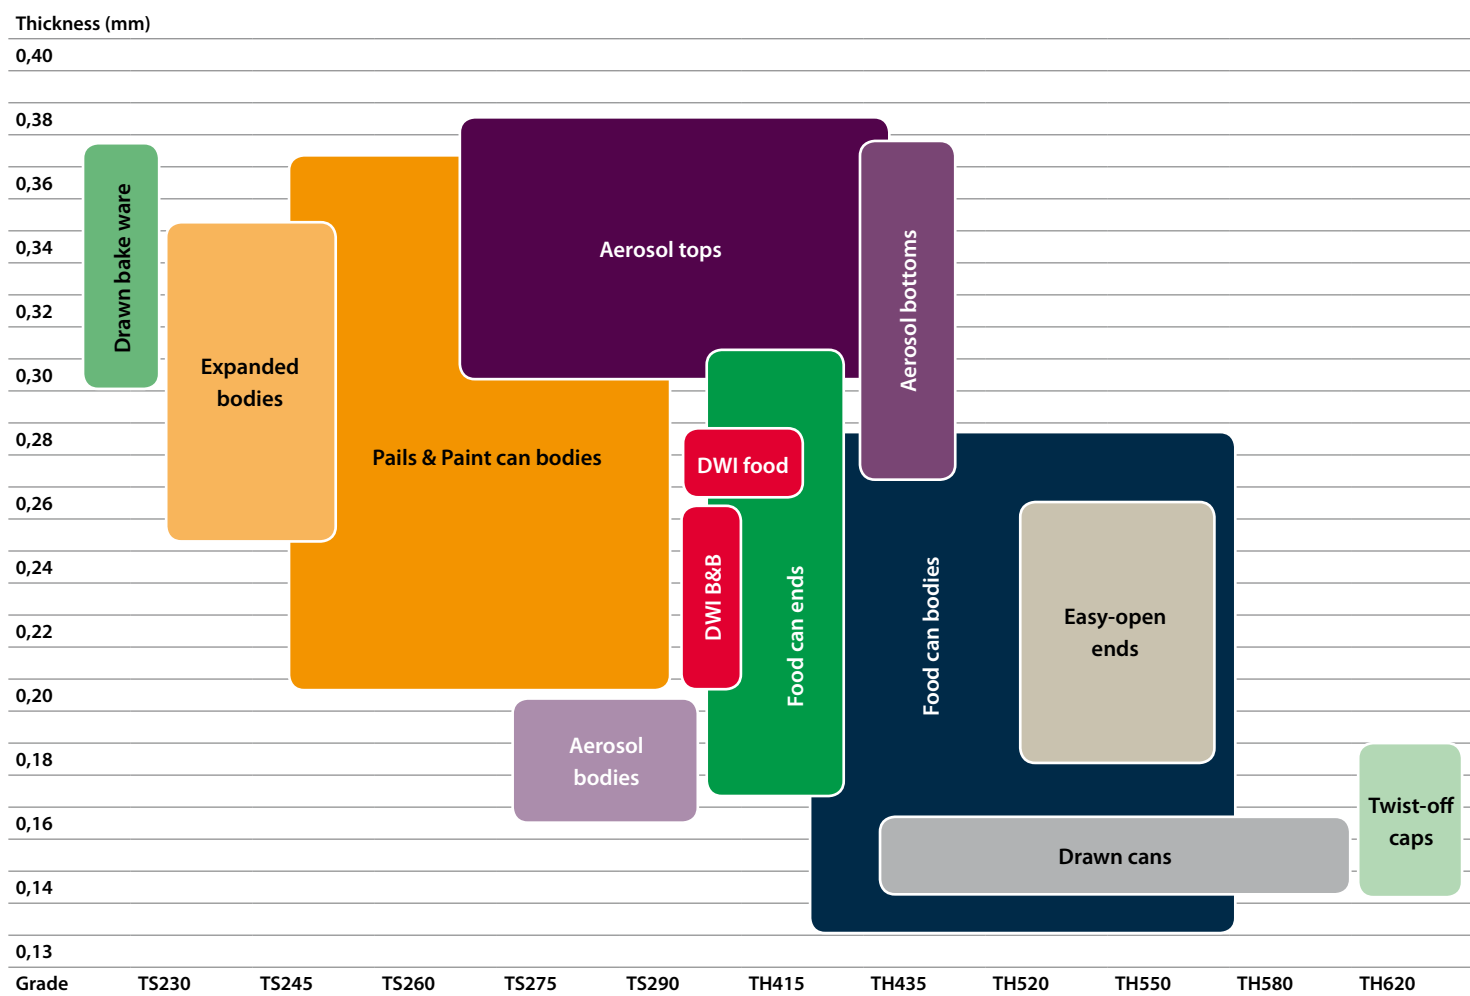 Thickness (mm)
0,40
0,38
0,36
0,34
0,32
0,30
0,28
0,26
0,24
0,22
0,20
0,18
0,16
0,14
0,13
Drawn bake ware
Expanded
bodies
Pails & Paint can bodies
Aerosol tops
Aerosol bottoms
DWI food
DWI B&B
Food can ends
Food can bodies
Easy-open
ends
Aerosol
bodies
Drawn cans
Twist-off
caps
Grade TS230 TS245 TS260 TS275 TS290 TH415 TH435 TH520 TH550 TH580 TH620